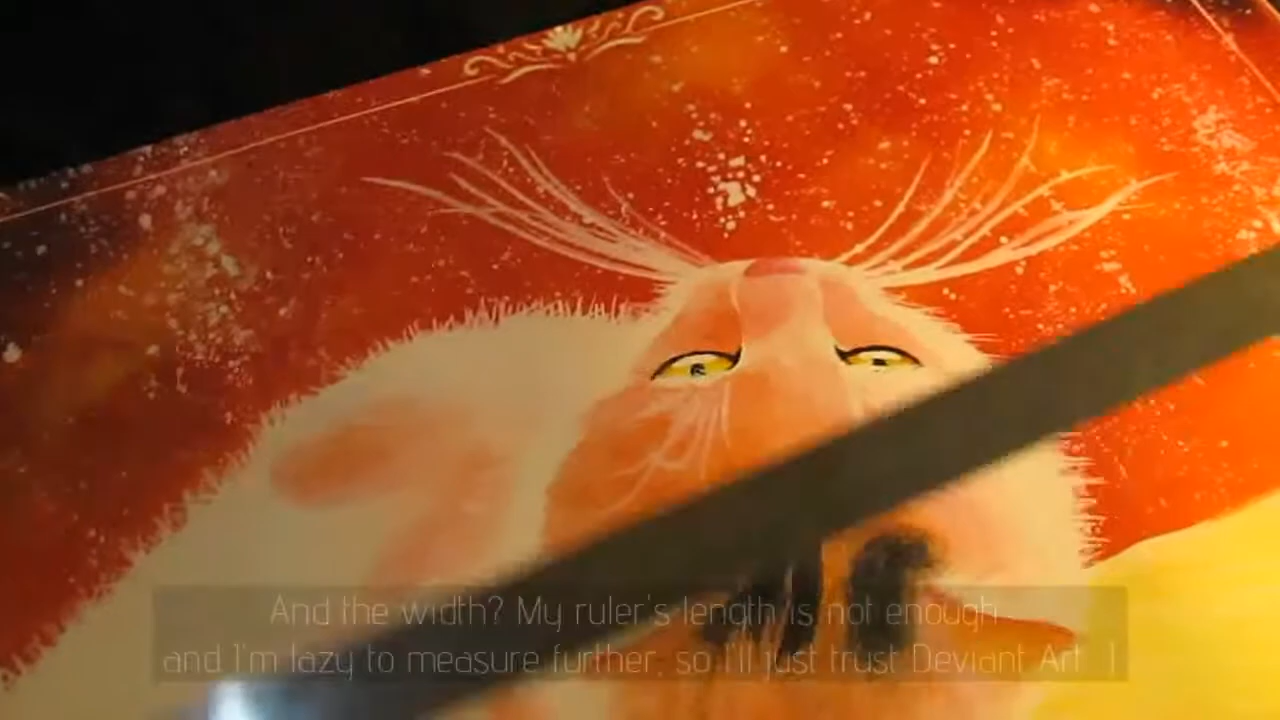 And the width? My ruler's length is not enough
and I'm lazy to measure further, so I'll just trust Deviant Art. :]